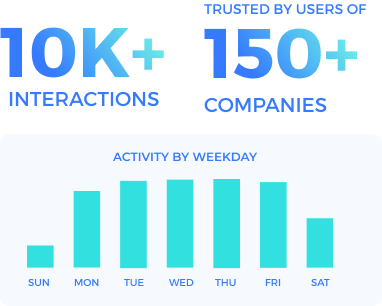 10K+
INTERACTIONS
TRUSTED BY USERS OF
150+
COMPANIES
ACTIVITY BY WEEKDAY
SUN MON TUE WED THU FRI SAT